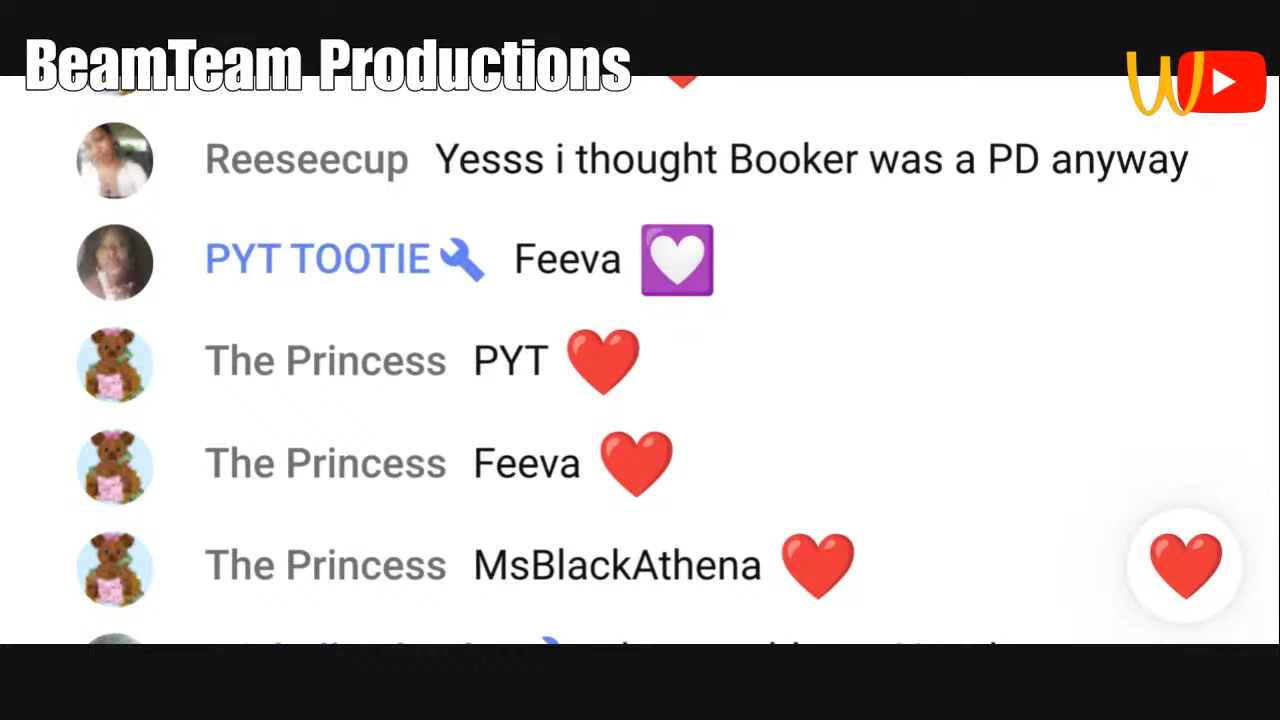 BeamTeam Productions
Reeseecup Yesss i thought Booker was a PD anyway
PYT TOOTIE Feeva
The Princess PYT
The Princess Feeva
The Princess MsBlackAthena